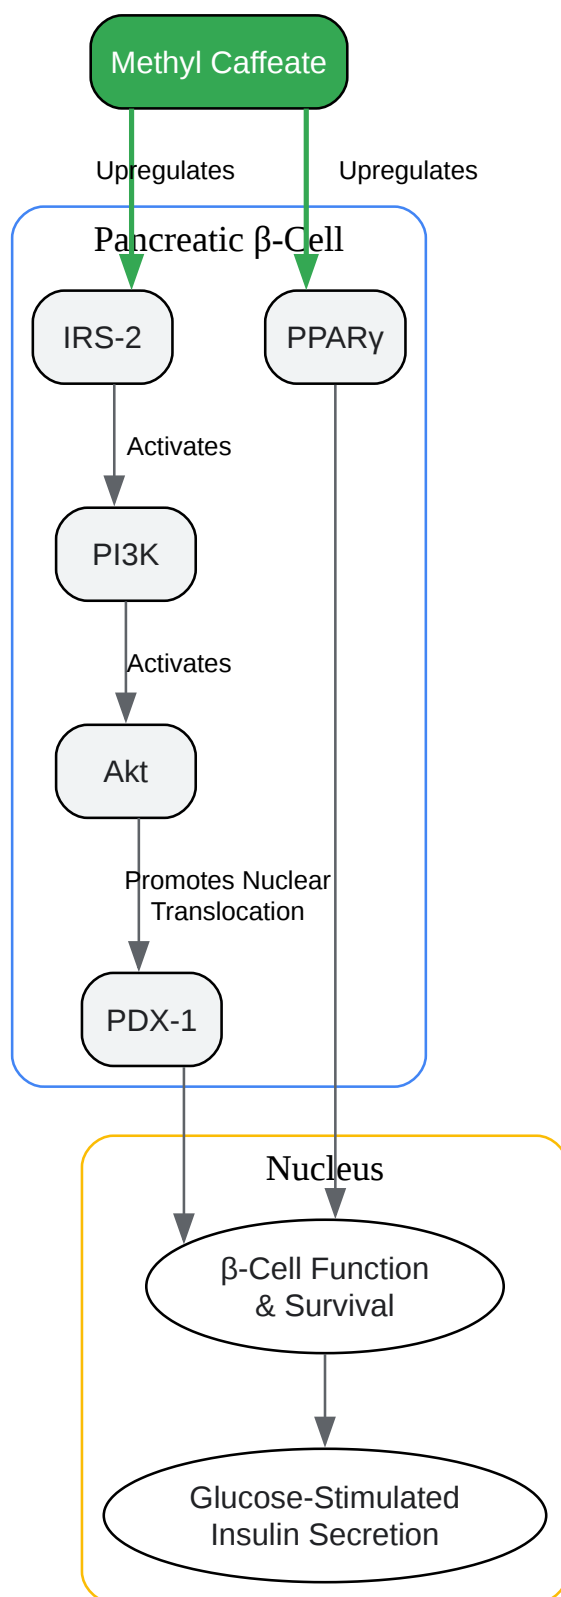 Methyl Caffeate
Upregulates
Upregulates
Pancreatic β-Cell
IRS-2
PPARγ
Activates
PI3K
Activates
Akt
Promotes Nuclear
Translocation
PDX-1
Nucleus
β-Cell Function
& Survival
Glucose-Stimulated
Insulin Secretion